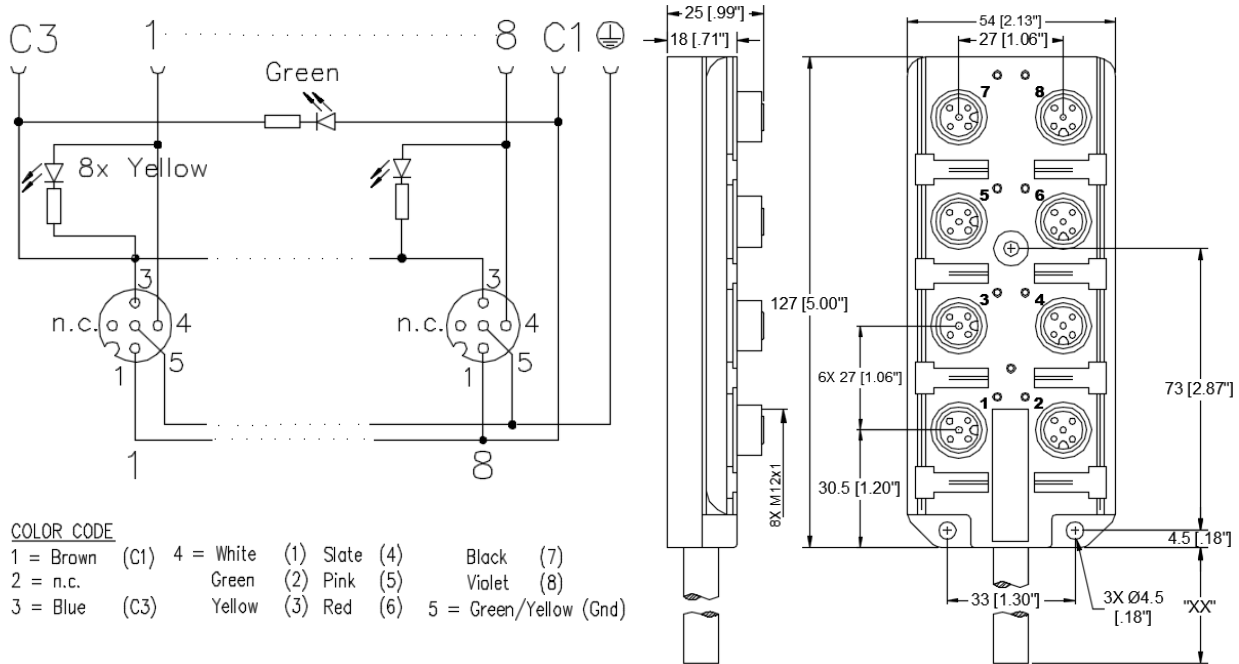 C3 1 8 C1
Green
8x Yellow
3 3
n.c. 4 n.c. 4
5 5
1 1
1 8
COLOR CODE
1 = Brown (C1) 4 = White (1) Slate (4) Black (7)
2 = n.c. Green (2) Pink (5) Violet (8)
3 = Blue (C3) Yellow (3) Red (6) 5 = Green/Yellow (Gnd)
25 [.99"]
18 [.71"]
127 [5.00"]
8X M12x1
54 [2.13"]
27 [1.06"]
7 8
5 6
3 4
1 2
6X 27 [1.06"]
30.5 [1.20"]
73 [2.87"]
4.5 [.18"]
33 [1.30"]
3X Ø4.5
[.18"]
"XX"